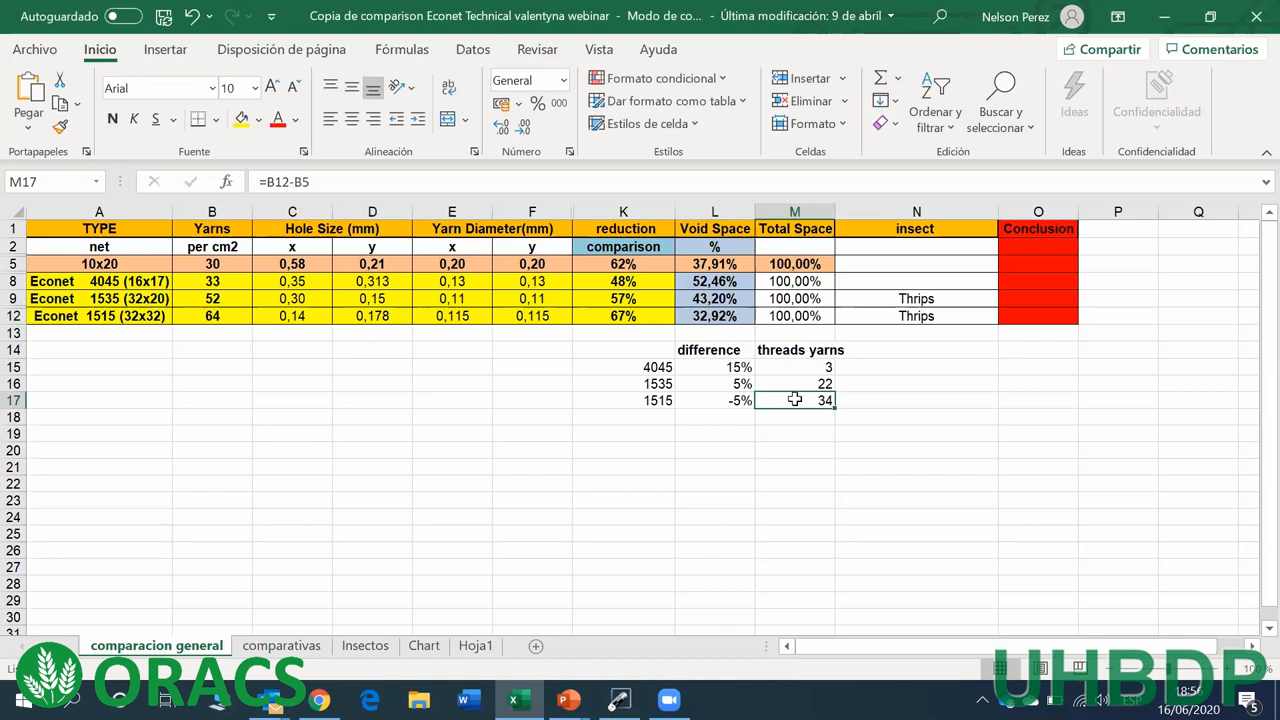 Autoguardado
Copia de comparison Econet Technical valentyna webinar - Modo de co... - Última modificación: 9 de abril
Nelson Perez
Archivo Inicio Insertar Disposición de página Fórmulas Datos Revisar Vista Ayuda Compartir Comentarios
Arial 10 General
Pegar
N K S
% 000
Formato condicional
Dar formato como tabla
Estilos de celda
Insertar
Eliminar
Formato
Ordenar y filtrar
Buscar y seleccionar
Ideas
Confidencialidad
Portapapeles Fuente Alineación Número Estilos Celdas Edición Ideas Confidencialidad
M17 fx =B12-B5
A B C D E F K L M N O P Q
1 TYPE Yarns Hole Size (mm) Yarn Diameter(mm) reduction Void Space Total Space insect Conclusion
2 net per cm2 x y x y comparison %
5 10x20 30 0,58 0,21 0,20 0,20 62% 37,91% 100,00%
8 Econet 4045 (16x17) 33 0,35 0,313 0,13 0,13 48% 52,46% 100,00%
9 Econet 1535 (32x20) 52 0,30 0,15 0,11 0,11 57% 43,20% 100,00% Thrips
12 Econet 1515 (32x32) 64 0,14 0,178 0,115 0,115 67% 32,92% 100,00% Thrips
13
14 difference threads yarns
15 4045 15% 3
16 1535 5% 22
17 1515 -5% 34
18
19
20
21
22
23
24
25
26
27
28
29
30
31
comparacion general comparativas Insectos Chart Hoja1
100 %
ORACS
UHBDP
ESP
18:56
16/06/2020
5